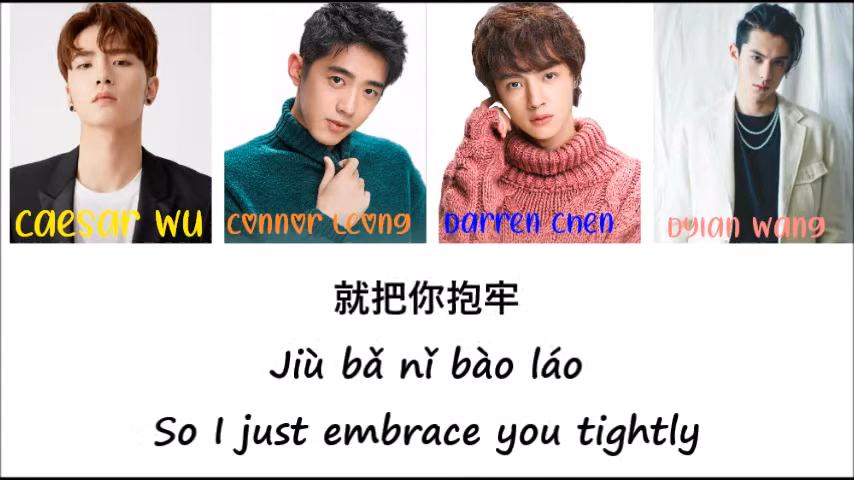 Caesar Wu
Connor Leong
Darren Chen
Dylan Wang
就把你抱牢
Jiù bǎ nǐ bào láo
So I just embrace you tightly